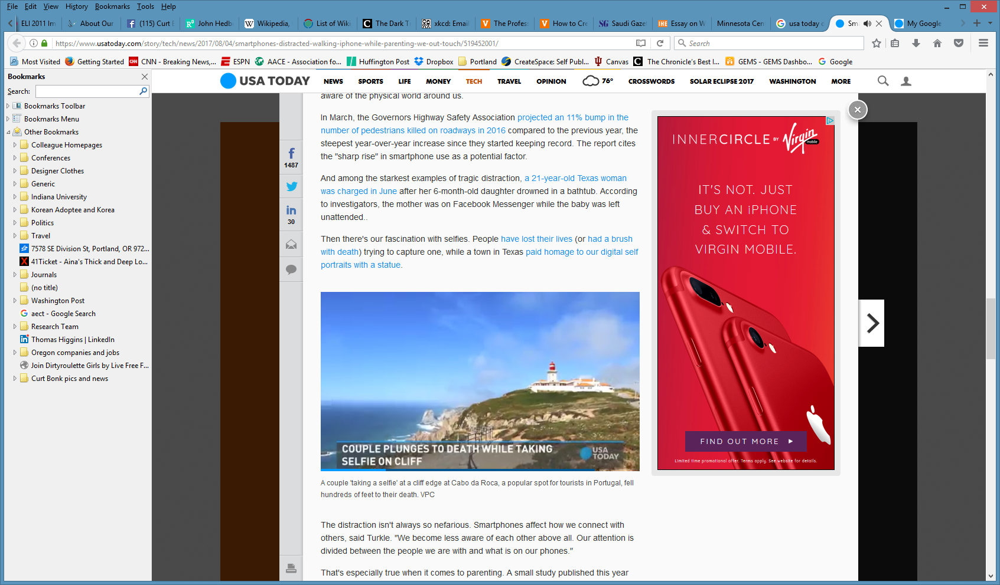 File Edit View History Bookmarks Tools Help
ELI 2011 Im
About Our
(115) Curt B
John Hedb
Wikipedia,
List of Wiki
The Dark T
xkcd: Email
The Profess
How to Cre
Saudi Gaze
Essay on W
Minnesota Cen
usa today c
Sm
My Google
https://www.usatoday.com/story/tech/news/2017/08/04/smartphones-distracted-walking-iphone-while-parenting-we-out-touch/519452001/
Search
Most Visited Getting Started CNN - Breaking News,... ESPN AACE - Association fo... Huffington Post Dropbox Portland CreateSpace: Self Publ... Canvas The Chronicle's Best I... GEMS - GEMS Dashbo... Google
Bookmarks
Search:
Bookmarks Toolbar
Bookmarks Menu
Other Bookmarks
Colleague Homepages
Conferences
Designer Clothes
Generic
Indiana University
Korean Adoptee and Korea
Politics
Travel
7578 SE Division St, Portland, OR 972...
41Ticket - Aina's Thick and Deep Lo...
Journals
(no title)
Washington Post
aect - Google Search
Research Team
Thomas Higgins | LinkedIn
Oregon companies and jobs
Join Dirtyroulette Girls by Live Free F...
Curt Bonk pics and news
USA TODAY NEWS SPORTS LIFE MONEY TECH TRAVEL OPINION 76° CROSSWORDS SOLAR ECLIPSE 2017 WASHINGTON MORE
1487
30
aware of the physical world around us.
In March, the Governors Highway Safety Association projected an 11% bump in the
number of pedestrians killed on roadways in 2016 compared to the previous year, the
steepest year-over-year increase since they started keeping record. The report cites
the "sharp rise" in smartphone use as a potential factor.
And among the starkest examples of tragic distraction, a 21-year-old Texas woman
was charged in June after her 6-month-old daughter drowned in a bathtub. According
to investigators, the mother was on Facebook Messenger while the baby was left
unattended..
Then there's our fascination with selfies. People have lost their lives (or had a brush
with death) trying to capture one, while a town in Texas paid homage to our digital self
portraits with a statue.
COUPLE PLUNGES TO DEATH WHILE TAKING
SELFIE ON CLIFF
USA
TODAY
A couple 'taking a selfie' at a cliff edge at Cabo da Roca, a popular spot for tourists in Portugal, fell
hundreds of feet to their death. VPC
The distraction isn't always so nefarious. Smartphones affect how we connect with
others, said Turkle. "We become less aware of each other above all. Our attention is
divided between the people we are with and what is on our phones."
That's especially true when it comes to parenting. A small study published this year
INNERCIRCLE BY Virgin mobile
IT'S NOT. JUST
BUY AN iPHONE
& SWITCH TO
VIRGIN MOBILE.
FIND OUT MORE
Limited time promotional offer. Terms apply. See website for details.